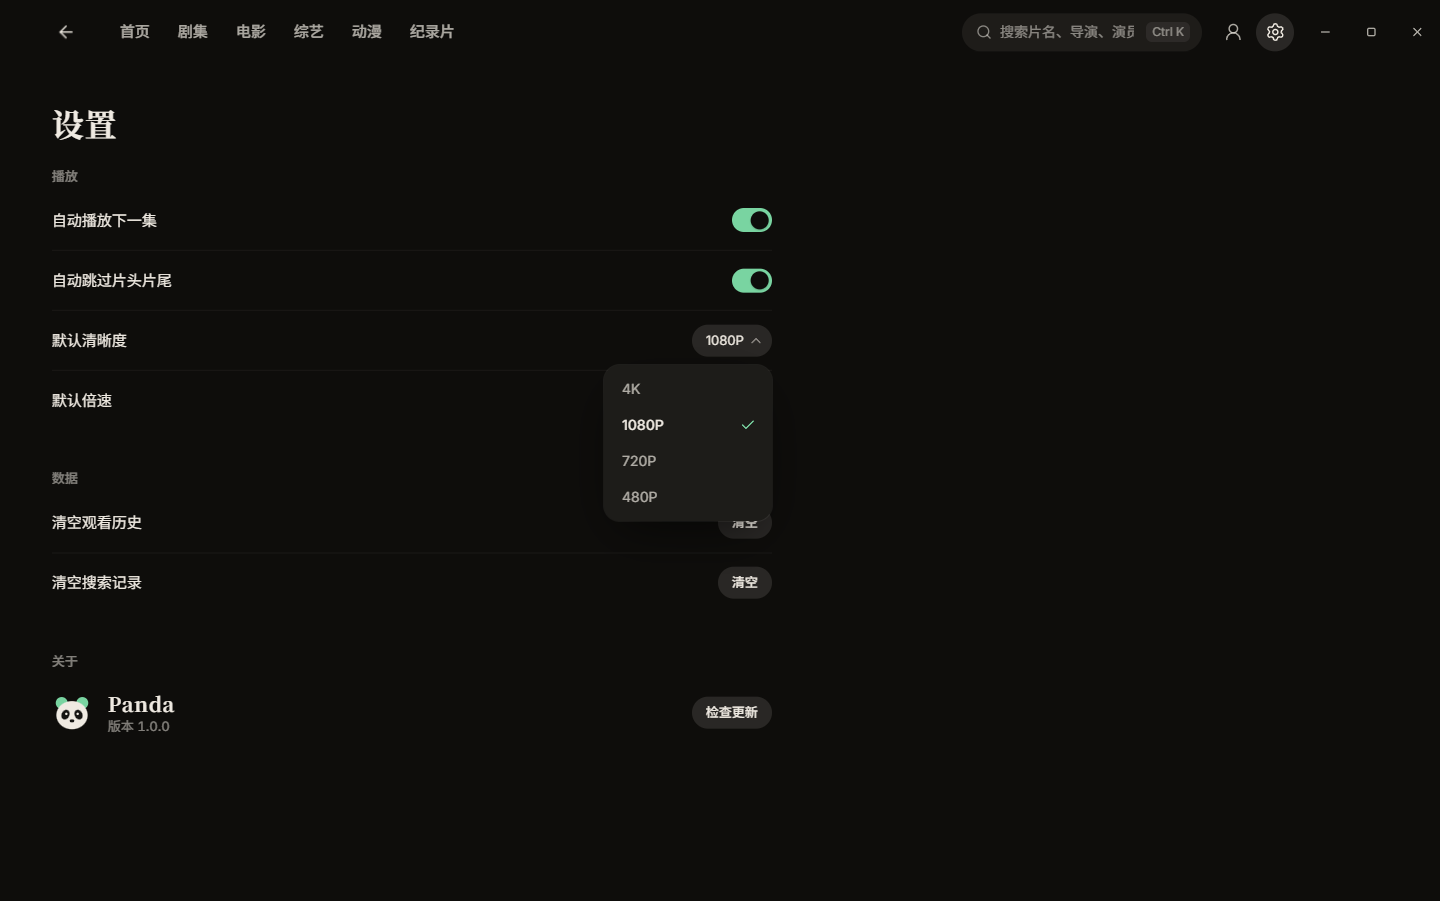 首页 剧集 电影 综艺 动漫 纪录片 搜索片名、导演、演 Ctrl K
设置
播放
自动播放下一集
自动跳过片头片尾
默认清晰度 1080P
4K
默认倍速
1080P
720P
数据
480P
清空观看历史 清空
清空搜索记录 清空
关于
Panda
版本 1.0.0
检查更新